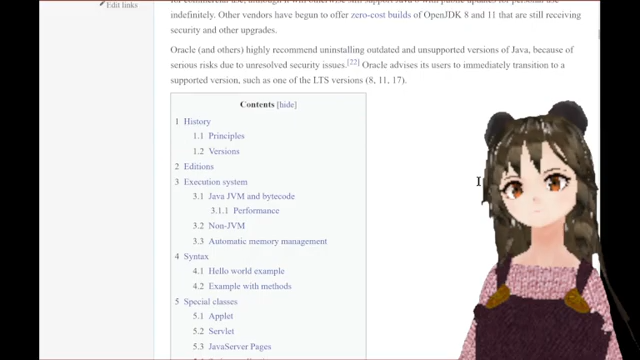 Edit links
for commercial use, although it will otherwise still support Java 8 with public updates for personal use
indefinitely. Other vendors have begun to offer zero-cost builds of OpenJDK 8 and 11 that are still receiving
security and other upgrades.
Oracle (and others) highly recommend uninstalling outdated and unsupported versions of Java, because of
serious risks due to unresolved security issues.[22] Oracle advises its users to immediately transition to a
supported version, such as one of the LTS versions (8, 11, 17).
Contents [hide]
1 History
1.1 Principles
1.2 Versions
2 Editions
3 Execution system
3.1 Java JVM and bytecode
3.1.1 Performance
3.2 Non-JVM
3.3 Automatic memory management
4 Syntax
4.1 Hello world example
4.2 Example with methods
5 Special classes
5.1 Applet
5.2 Servlet
5.3 JavaServer Pages